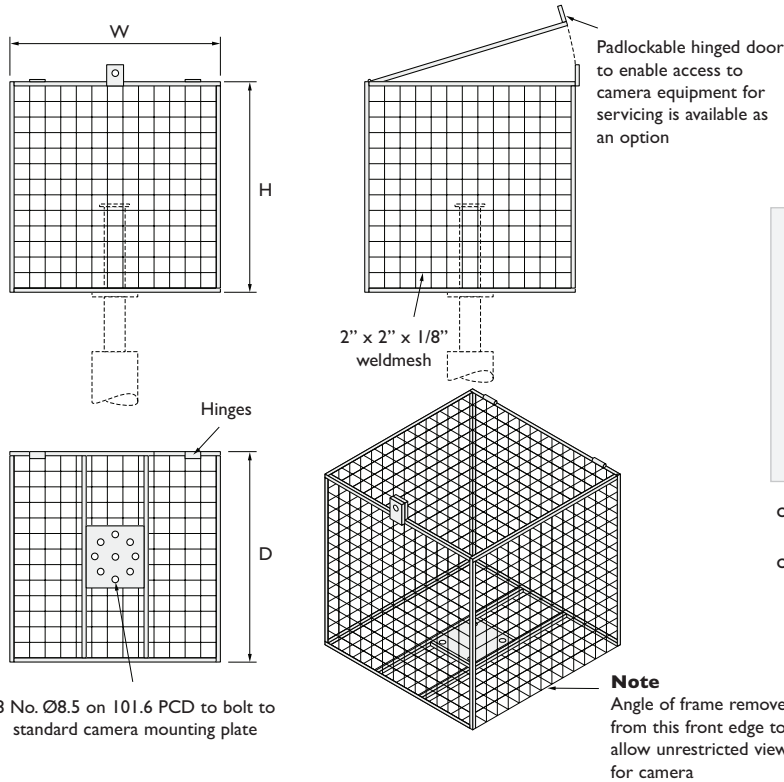 W
H
Padlockable hinged door
to enable access to
camera equipment for
servicing is available as
an option
2” x 2” x 1/8”
weldmesh
Hinges
D
8 No. Ø8.5 on 101.6 PCD to bolt to
standard camera mounting plate
Note
Angle of frame remove
from this front edge to
allow unrestricted view
for camera